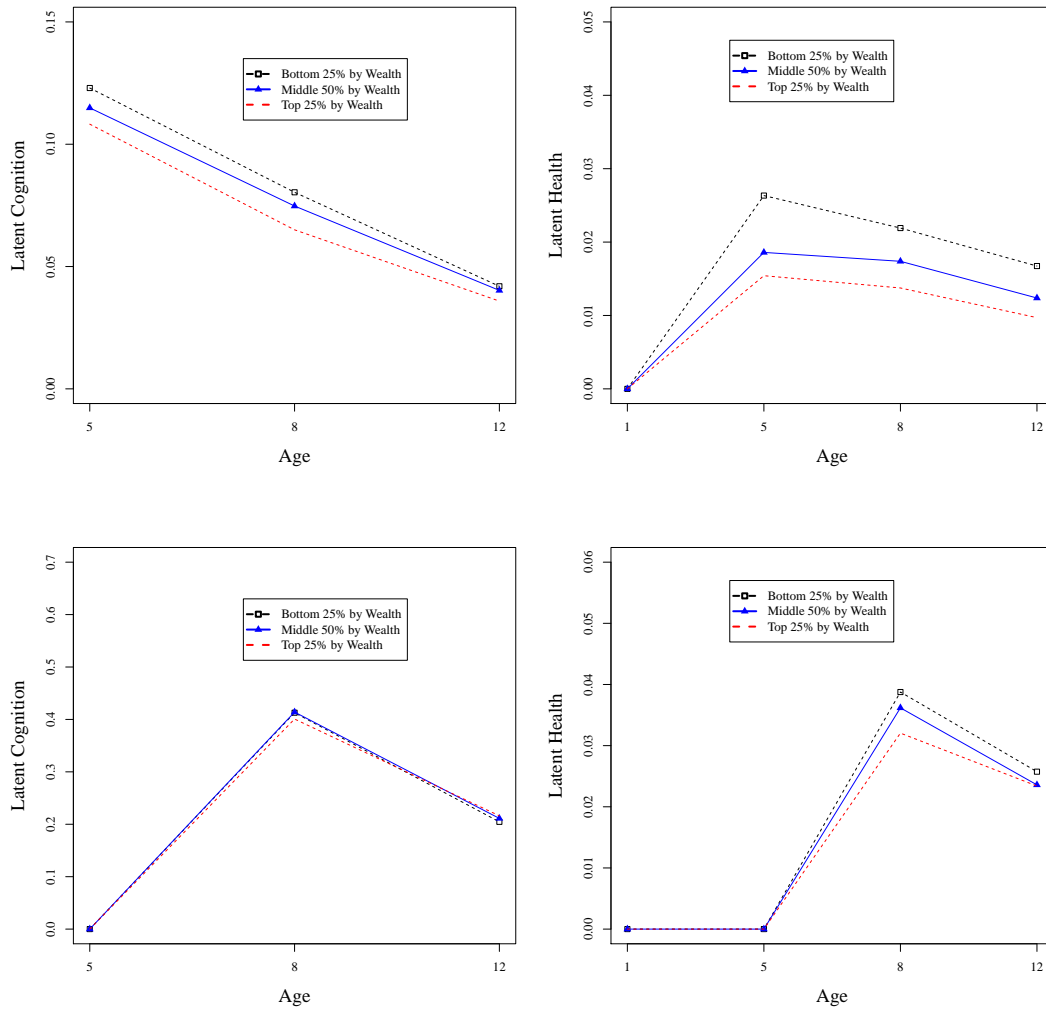 Latent Cognition
0.15
0.10
0.05
0.00
Bottom 25% by Wealth
Middle 50% by Wealth
Top 25% by Wealth
5
8
12
Age
Latent Health
0.05
0.04
0.03
0.02
0.01
0.00
Bottom 25% by Wealth
Middle 50% by Wealth
Top 25% by Wealth
1
5
8
12
Age
Latent Cognition
0.7
0.6
0.5
0.4
0.3
0.2
0.1
0.0
Bottom 25% by Wealth
Middle 50% by Wealth
Top 25% by Wealth
5
8
12
Age
Latent Health
0.06
0.05
0.04
0.03
0.02
0.01
0.00
Bottom 25% by Wealth
Middle 50% by Wealth
Top 25% by Wealth
1
5
8
12
Age